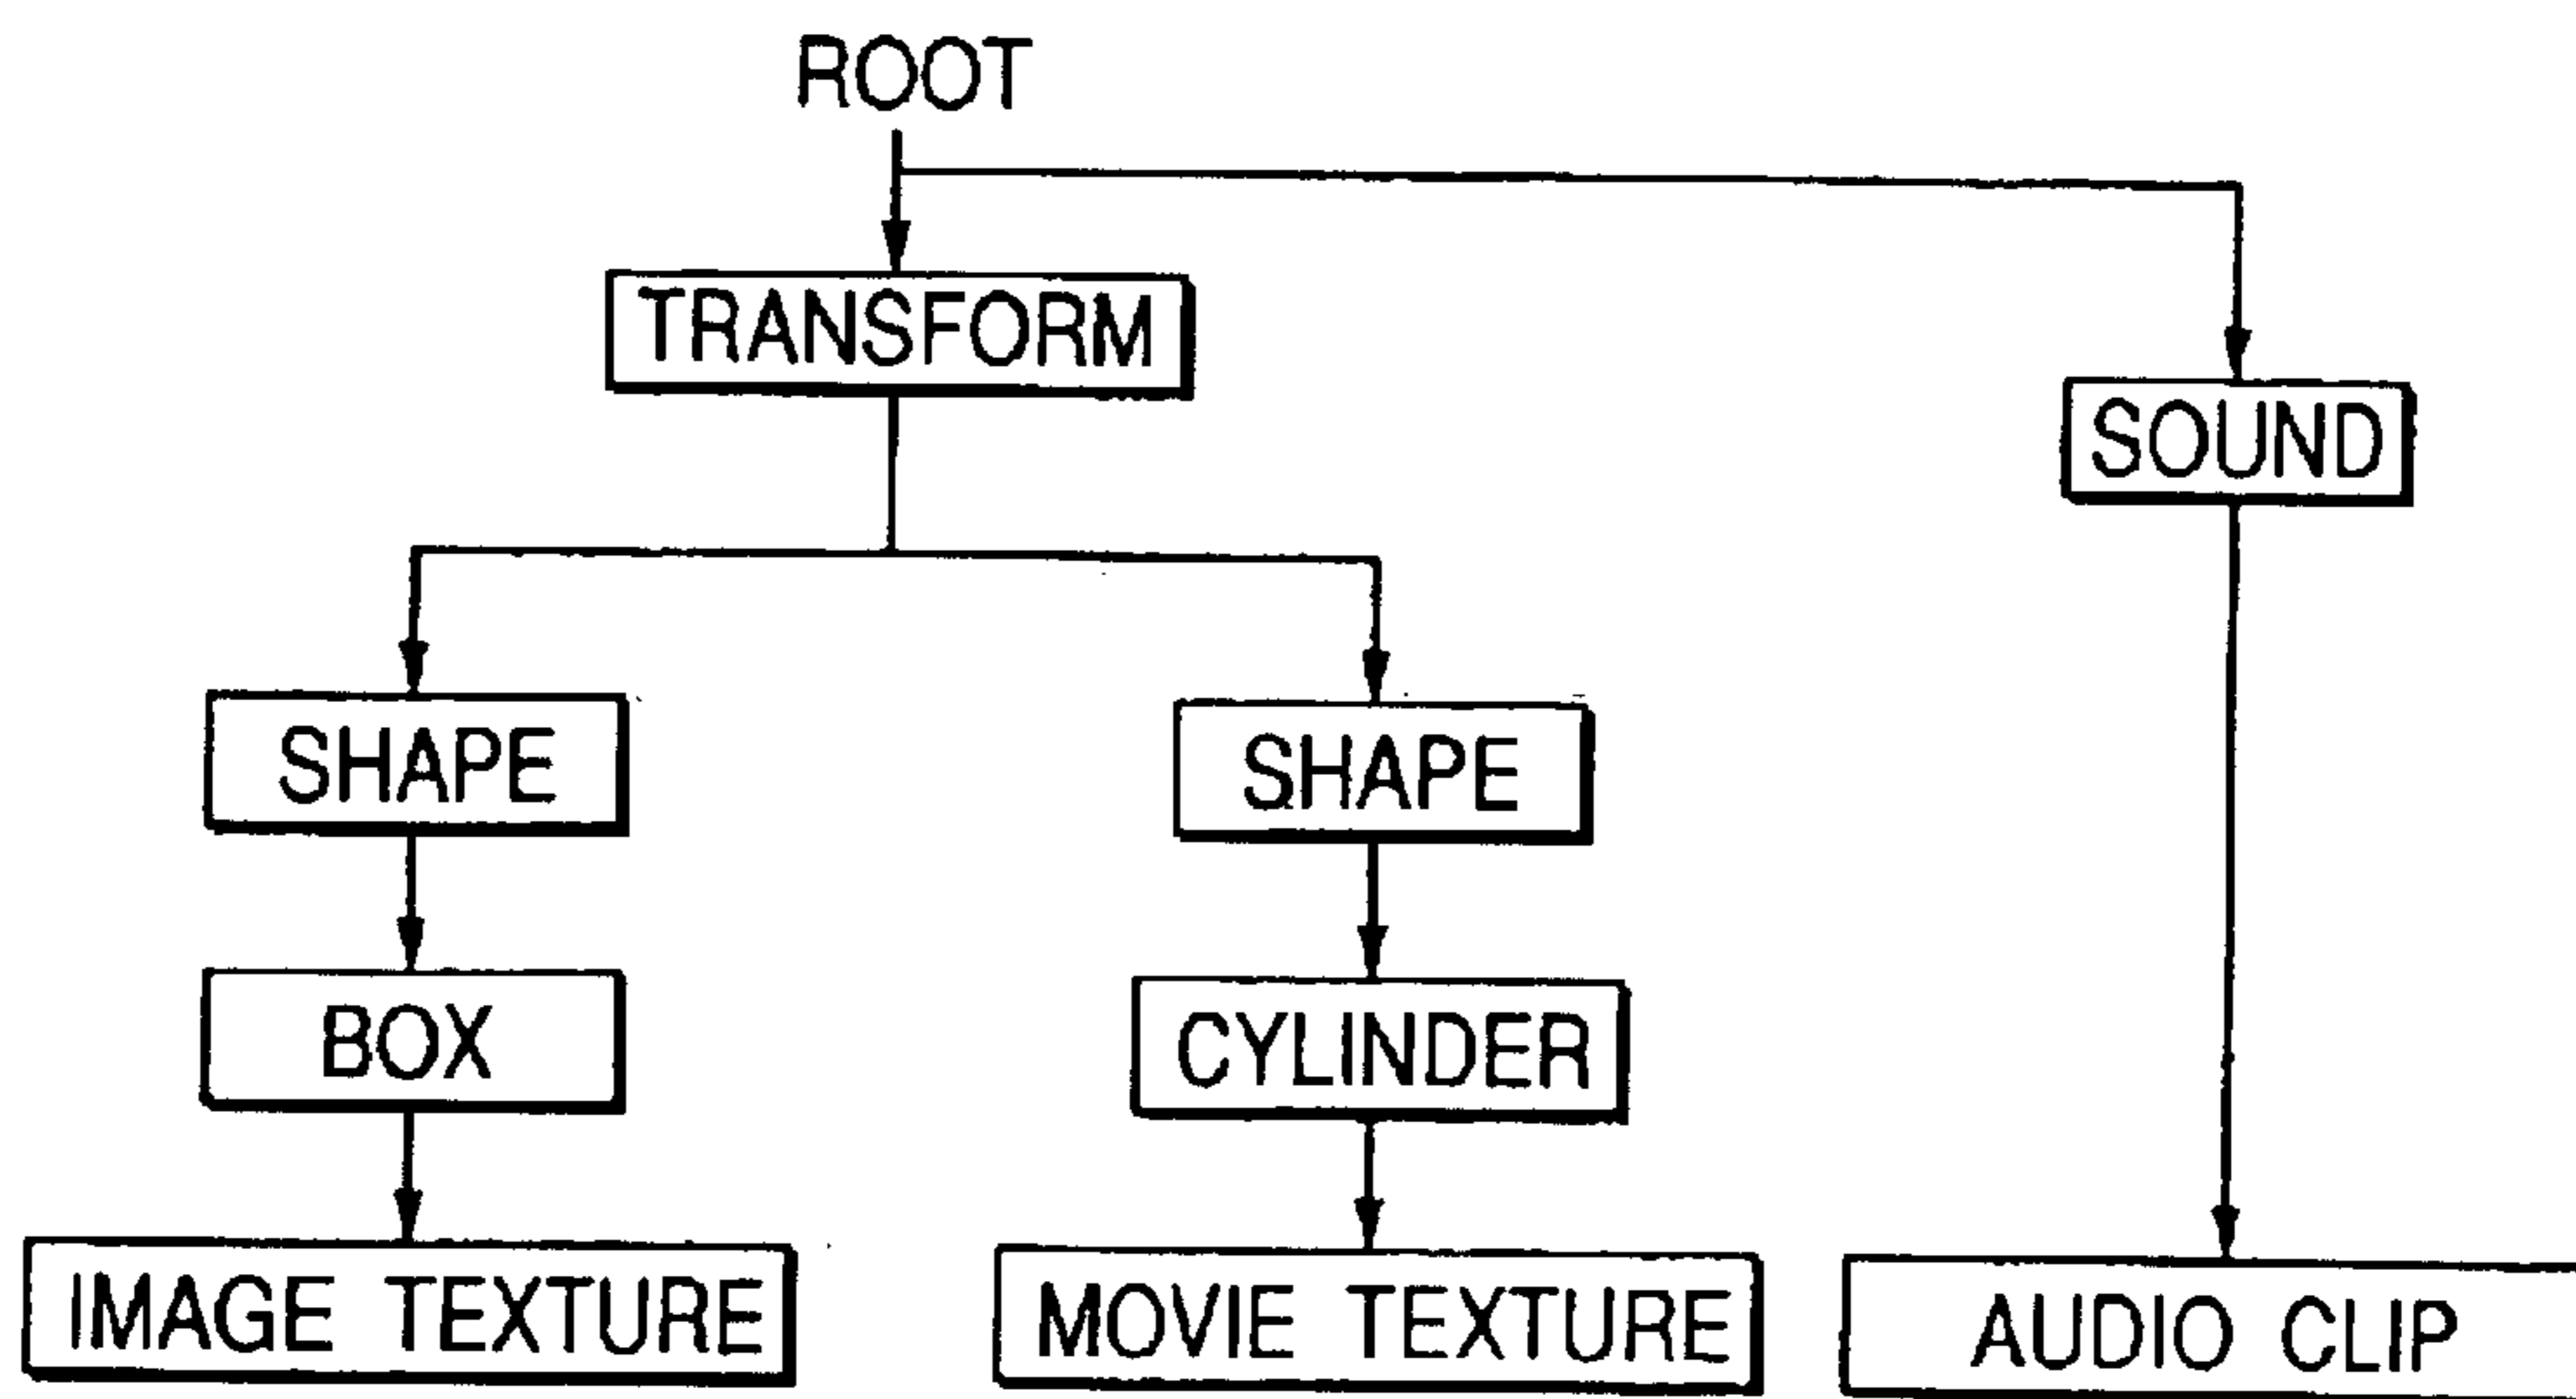 ROOT
TRANSFORM
SOUND
SHAPE
SHAPE
BOX
CYLINDER
IMAGE TEXTURE
MOVIE TEXTURE
AUDIO CLIP